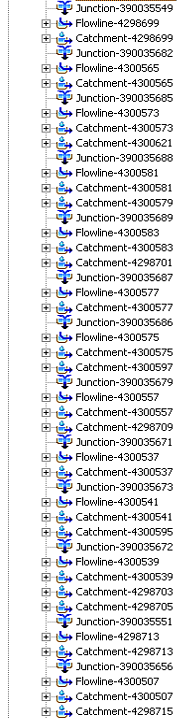 Junction-390035549
Flowline-4298699
Catchment-4298699
Junction-390035682
Flowline-4300565
Catchment-4300565
Junction-390035685
Flowline-4300573
Catchment-4300573
Catchment-4300621
Junction-390035688
Flowline-4300581
Catchment-4300581
Catchment-4300579
Junction-390035689
Flowline-4300583
Catchment-4300583
Catchment-4298701
Junction-390035687
Flowline-4300577
Catchment-4300577
Junction-390035686
Flowline-4300575
Catchment-4300575
Catchment-4300597
Junction-390035679
Flowline-4300557
Catchment-4300557
Catchment-4298709
Junction-390035671
Flowline-4300537
Catchment-4300537
Junction-390035673
Flowline-4300541
Catchment-4300541
Catchment-4300595
Junction-390035672
Flowline-4300539
Catchment-4300539
Catchment-4298703
Catchment-4298705
Junction-390035551
Flowline-4298713
Catchment-4298713
Junction-390035656
Flowline-4300507
Catchment-4300507
Catchment-4298715